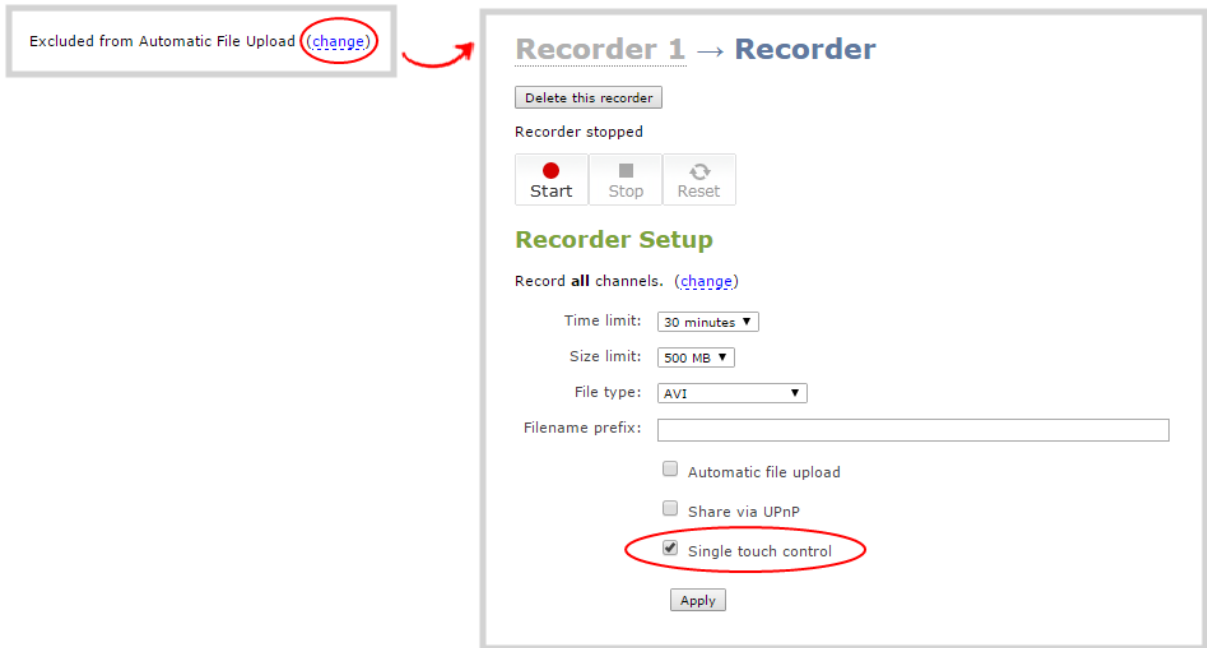 Excluded from Automatic File Upload (change)
Recorder 1 → Recorder
Delete this recorder
Recorder stopped
Start Stop Reset
Recorder Setup
Record all channels. (change)
Time limit: 30 minutes ▼
Size limit: 500 MB ▼
File type: AVI ▼
Filename prefix:
Automatic file upload
Share via UPnP
Single touch control
Apply